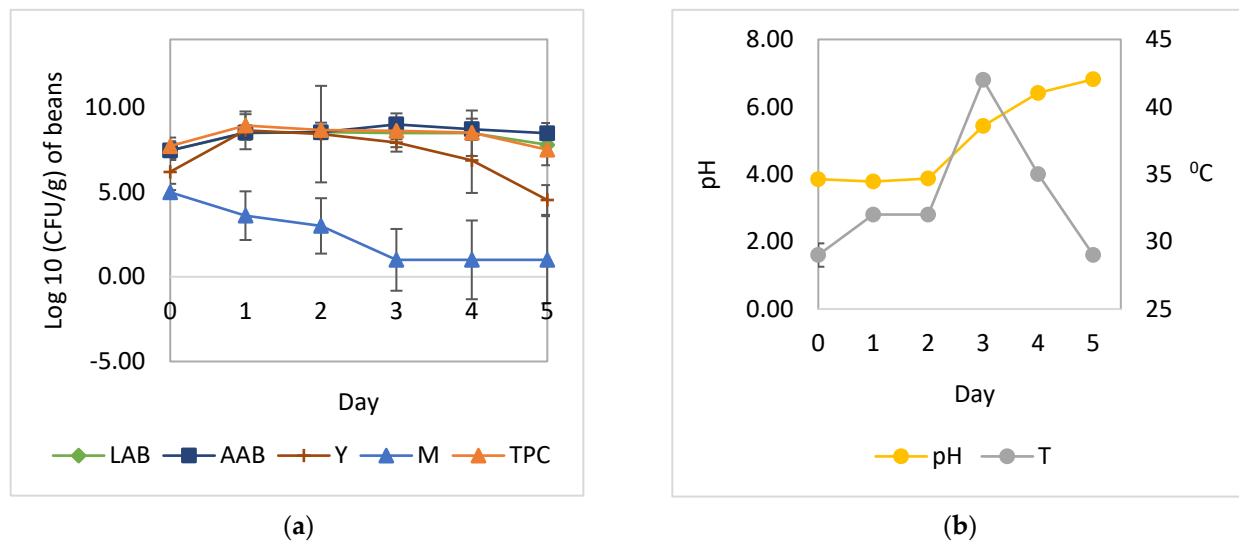 Log 10 (CFU/g) of beans
10.00
5.00
0.00
-5.00
0 1 2 3 4 5
Day
LAB AAB Y M TPC
(a)
pH
8.00
6.00
4.00
2.00
0.00
45
40
35
30
25
⁰C
0 1 2 3 4 5
Day
pH T
(b)